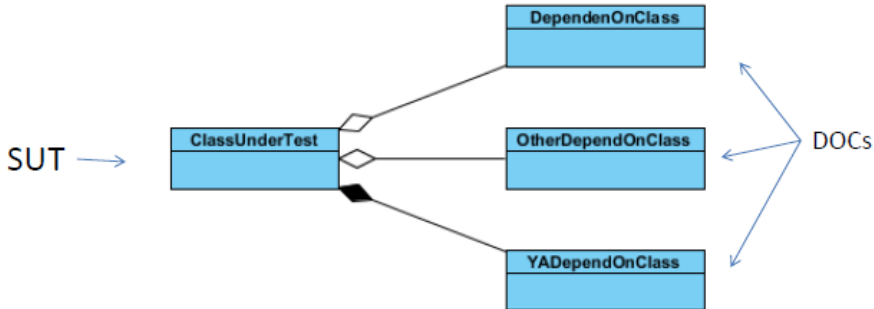 DependenOnClass
ClassUnderTest
OtherDependOnClass
SUT
DOCs
YADependOnClass